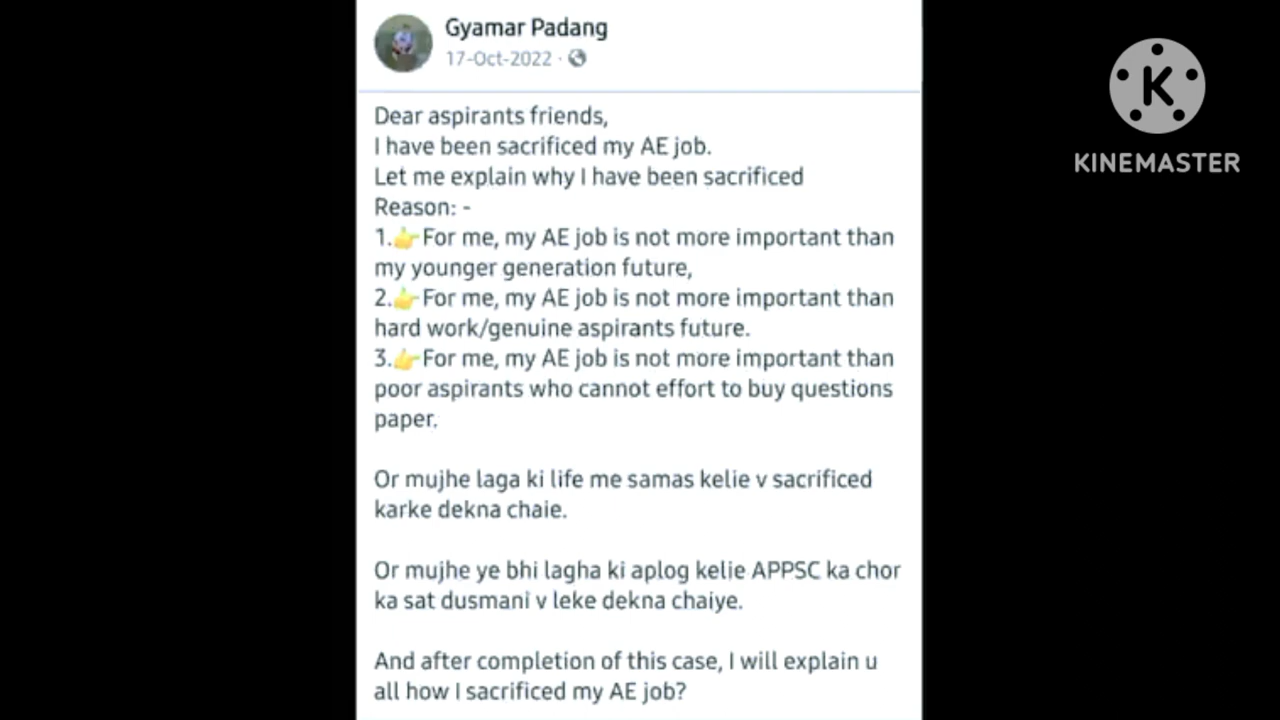 Gyamar Padang
17-Oct-2022 ·
Dear aspirants friends,
I have been sacrificed my AE job.
Let me explain why I have been sacrificed
Reason: -
1.👉For me, my AE job is not more important than
my younger generation future,
2.👉For me, my AE job is not more important than
hard work/genuine aspirants future.
3.👉For me, my AE job is not more important than
poor aspirants who cannot effort to buy questions
paper.
Or mujhe laga ki life me samas kelie v sacrificed
karke dekna chaie.
Or mujhe ye bhi lagha ki aplog kelie APPSC ka chor
ka sat dusmani v leke dekna chaiye.
And after completion of this case, I will explain u
all how I sacrificed my AE job?
K
KINEMASTER